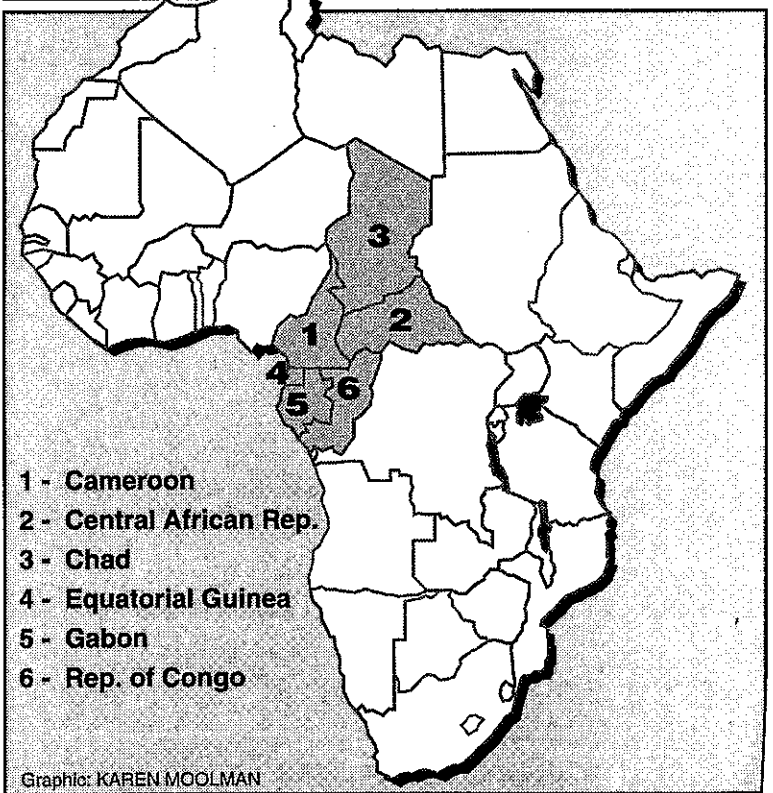 3
2
1
4
6
5
1 - Cameroon
2 - Central African Rep.
3 - Chad
4 - Equatorial Guinea
5 - Gabon
6 - Rep. of Congo
Graphic: KAREN MOOLMAN